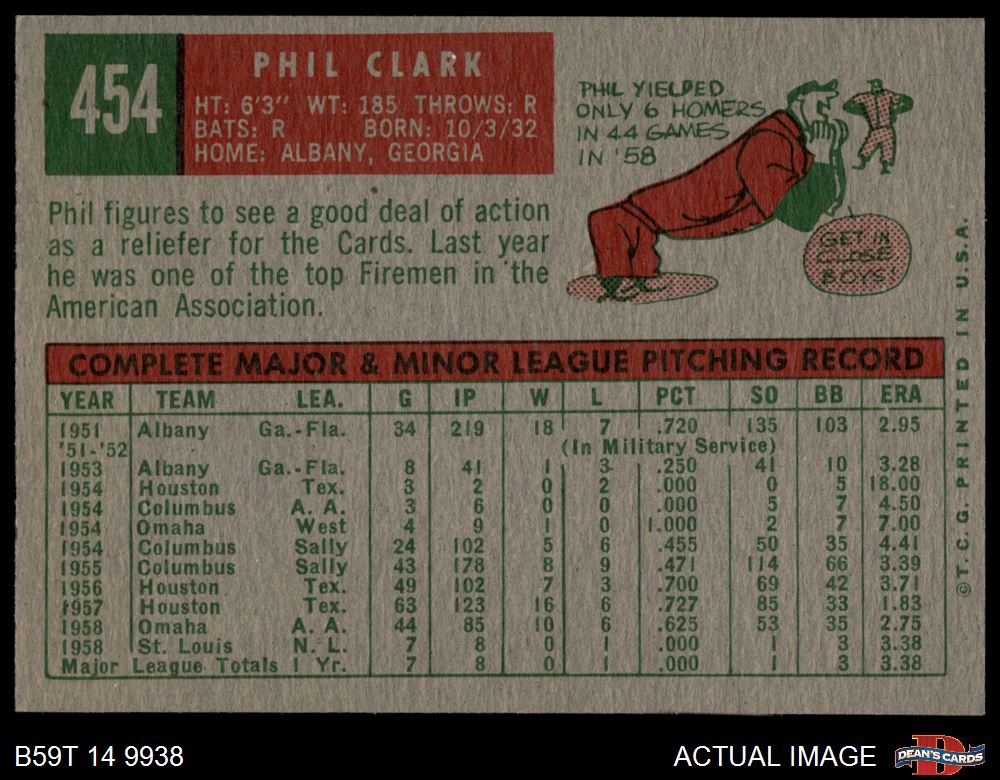 454
PHIL CLARK
HT: 6'3" WT: 185 THROWS: R
BATS: R BORN: 10/3/32
HOME: ALBANY, GEORGIA
PHIL YIELDED
ONLY 6 HOMERS
IN 44 GAMES
IN '58
GET IN
CLOSE
BOYS!
Phil figures to see a good deal of action
as a reliefer for the Cards. Last year
he was one of the top Firemen in the
American Association.
COMPLETE MAJOR & MINOR LEAGUE PITCHING RECORD
YEAR TEAM LEA. G IP W L PCT SO BB ERA
1951 Albany Ga.-Fla. 34 219 18 7 .720 135 103 2.95
'51-'52 (In Military Service)
1953 Albany Ga.-Fla. 8 41 1 3 .250 41 10 3.28
1954 Houston Tex. 3 2 0 2 .000 0 5 18.00
1954 Columbus A. A. 3 6 0 0 .000 5 7 4.50
1954 Omaha West 4 9 1 0 1.000 2 7 7.00
1954 Columbus Sally 24 102 5 6 .455 50 35 4.41
1955 Columbus Sally 43 178 8 9 .471 114 66 3.39
1956 Houston Tex. 49 102 7 3 .700 69 42 3.71
1957 Houston Tex. 63 123 16 6 .727 85 33 1.83
1958 Omaha A. A. 44 85 10 6 .625 53 35 2.75
1958 St. Louis N. L. 7 8 0 1 .000 1 3 3.38
Major League Totals 1 Yr. 7 8 0 1 .000 1 3 3.38
© T. C. G. PRINTED IN U.S.A.
B59T 14 9938
ACTUAL IMAGE
D
DEAN'S CARDS